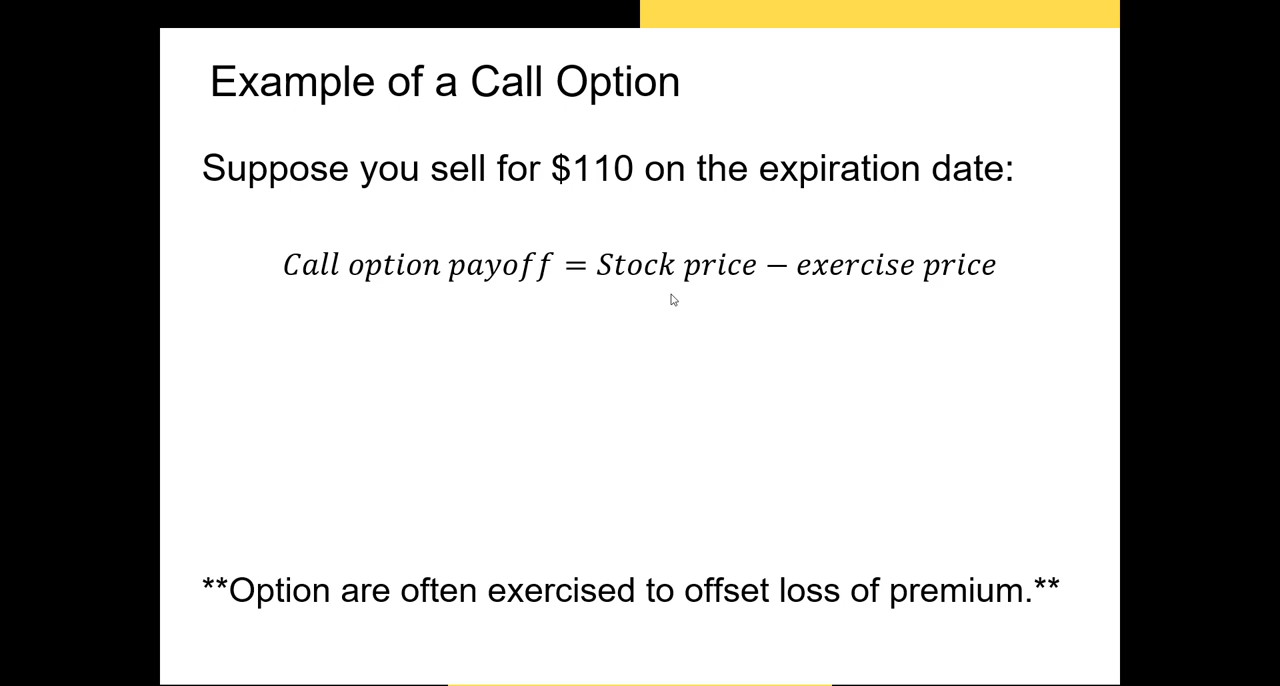 Example of a Call Option
Suppose you sell for $110 on the expiration date:
Call option payoff = Stock price − exercise price
**Option are often exercised to offset loss of premium.**